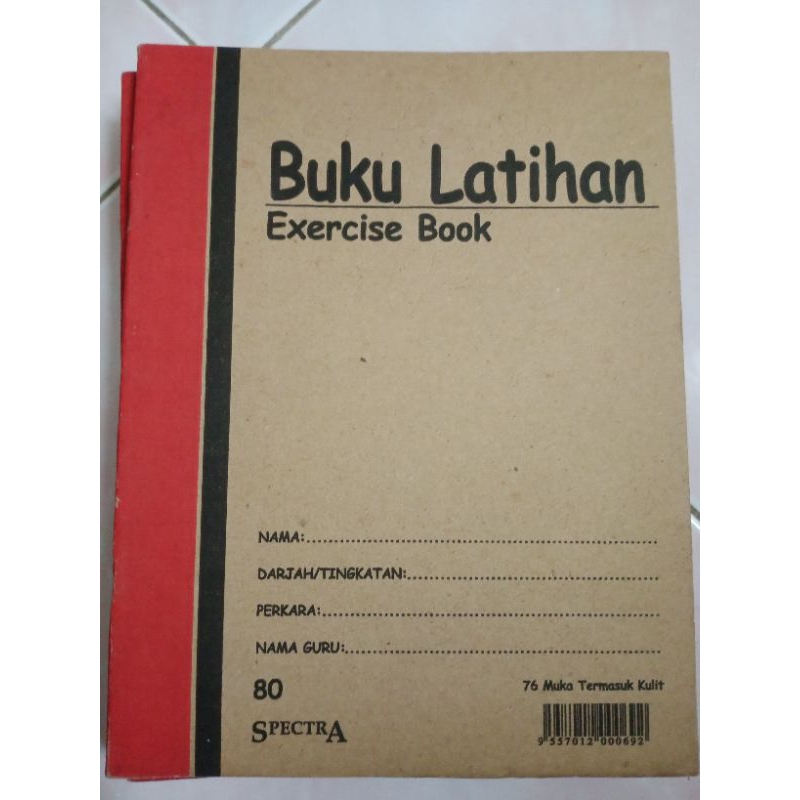 Buku Latihan
Exercise Book
NAMA:..........................................................
DARJAH/TINGKATAN:..........................................
PERKARA:.......................................................
NAMA GURU:....................................................
80
76 Muka Termasuk Kulit
SPECTRA
9 557012 000692